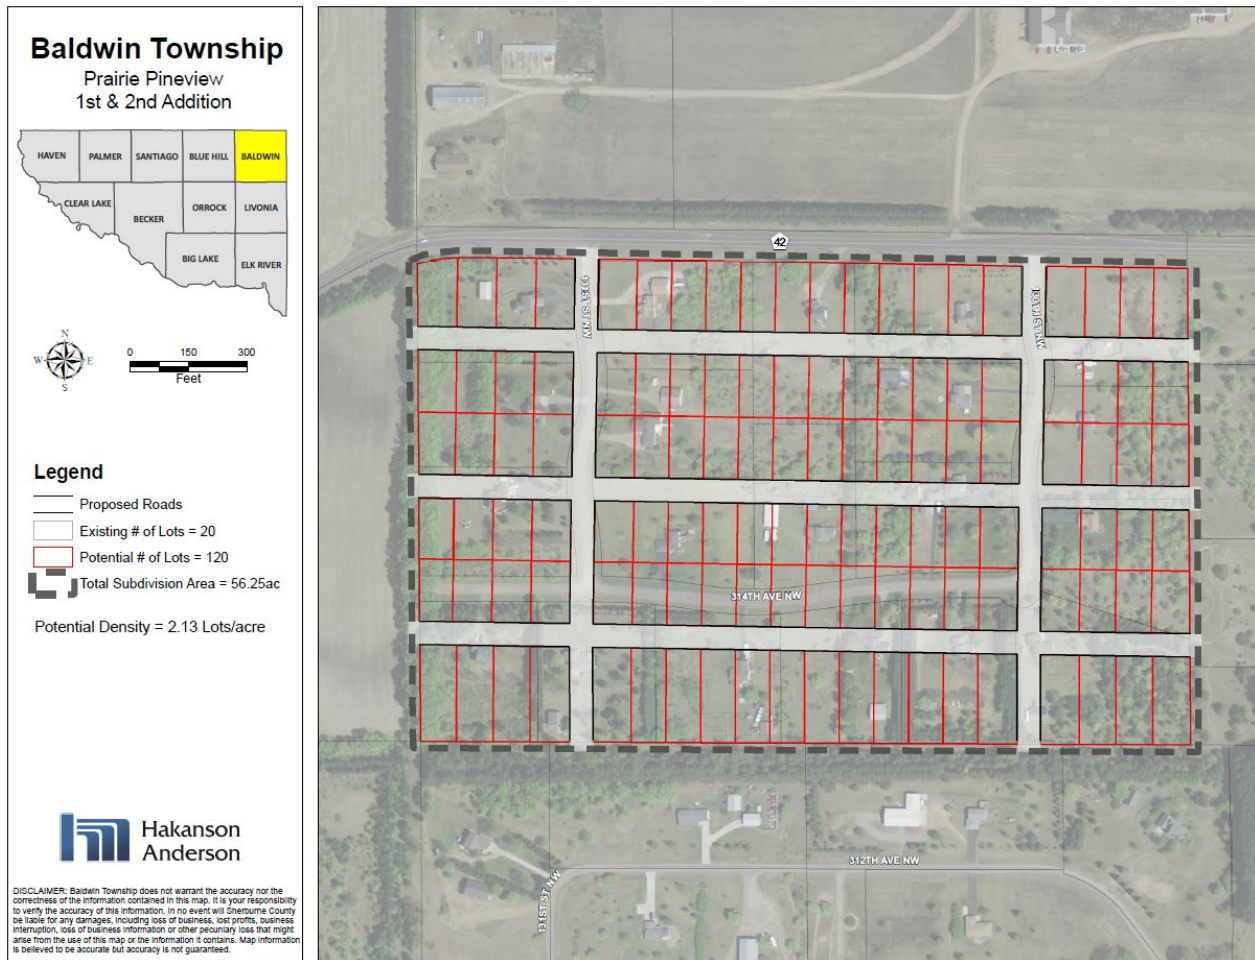 Baldwin Township
Prairie Pineview
1st & 2nd Addition
HAVEN
PALMER
SANTIAGO
BLUE HILL
BALDWIN
CLEAR LAKE
BECKER
ORROCK
LIVONIA
BIG LAKE
ELK RIVER
N
W
E
S
0 150 300
Feet
Legend
Proposed Roads
Existing # of Lots = 20
Potential # of Lots = 120
Total Subdivision Area = 56.25ac
Potential Density = 2.13 Lots/acre
Hakanson
Anderson
DISCLAIMER: Baldwin Township does not warrant the accuracy nor the
correctness of the information contained in this map. It is your responsibility
to verify the accuracy of this information. In no event will Sherburne County
be liable for any damages, including loss of business, lost profits, business
interruption, loss of business information or other pecuniary loss that might
arise from the use of this map or the information it contains. Map information
is believed to be accurate but accuracy is not guaranteed.
42
131ST ST NW
ST NW
314TH AVE NW
312TH AVE NW
131ST ST NW